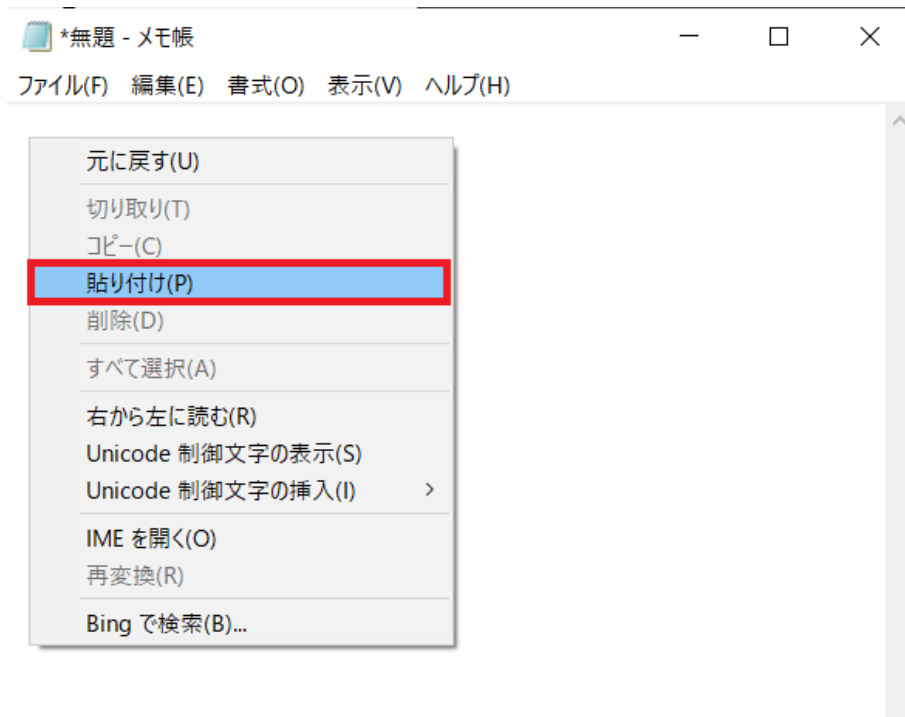 *無題 - メモ帳
ファイル(F) 編集(E) 書式(O) 表示(V) ヘルプ(H)
元に戻す(U)
切り取り(T)
コピー(C)
貼り付け(P)
削除(D)
すべて選択(A)
右から左に読む(R)
Unicode 制御文字の表示(S)
Unicode 制御文字の挿入(I)
IME を開く(O)
再変換(R)
Bing で検索(B)...